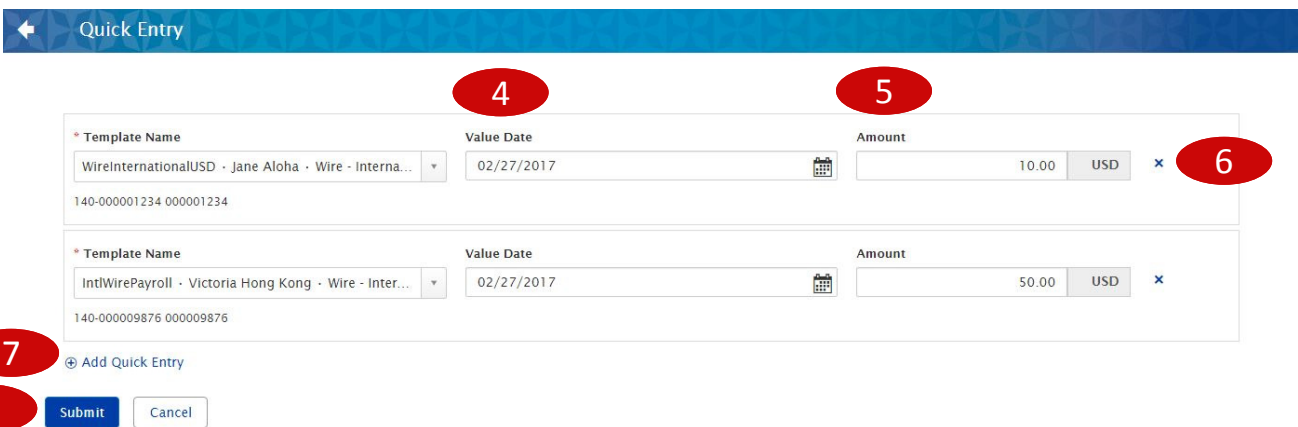 Quick Entry
4 5
* Template Name Value Date Amount
WireInternationalUSD · Jane Aloha · Wire - Interna... 02/27/2017 10.00 USD × 6
140-000001234 000001234
* Template Name Value Date Amount
IntlWirePayroll · Victoria Hong Kong · Wire - Inter... 02/27/2017 50.00 USD ×
140-000009876 000009876
7 Add Quick Entry
Submit Cancel